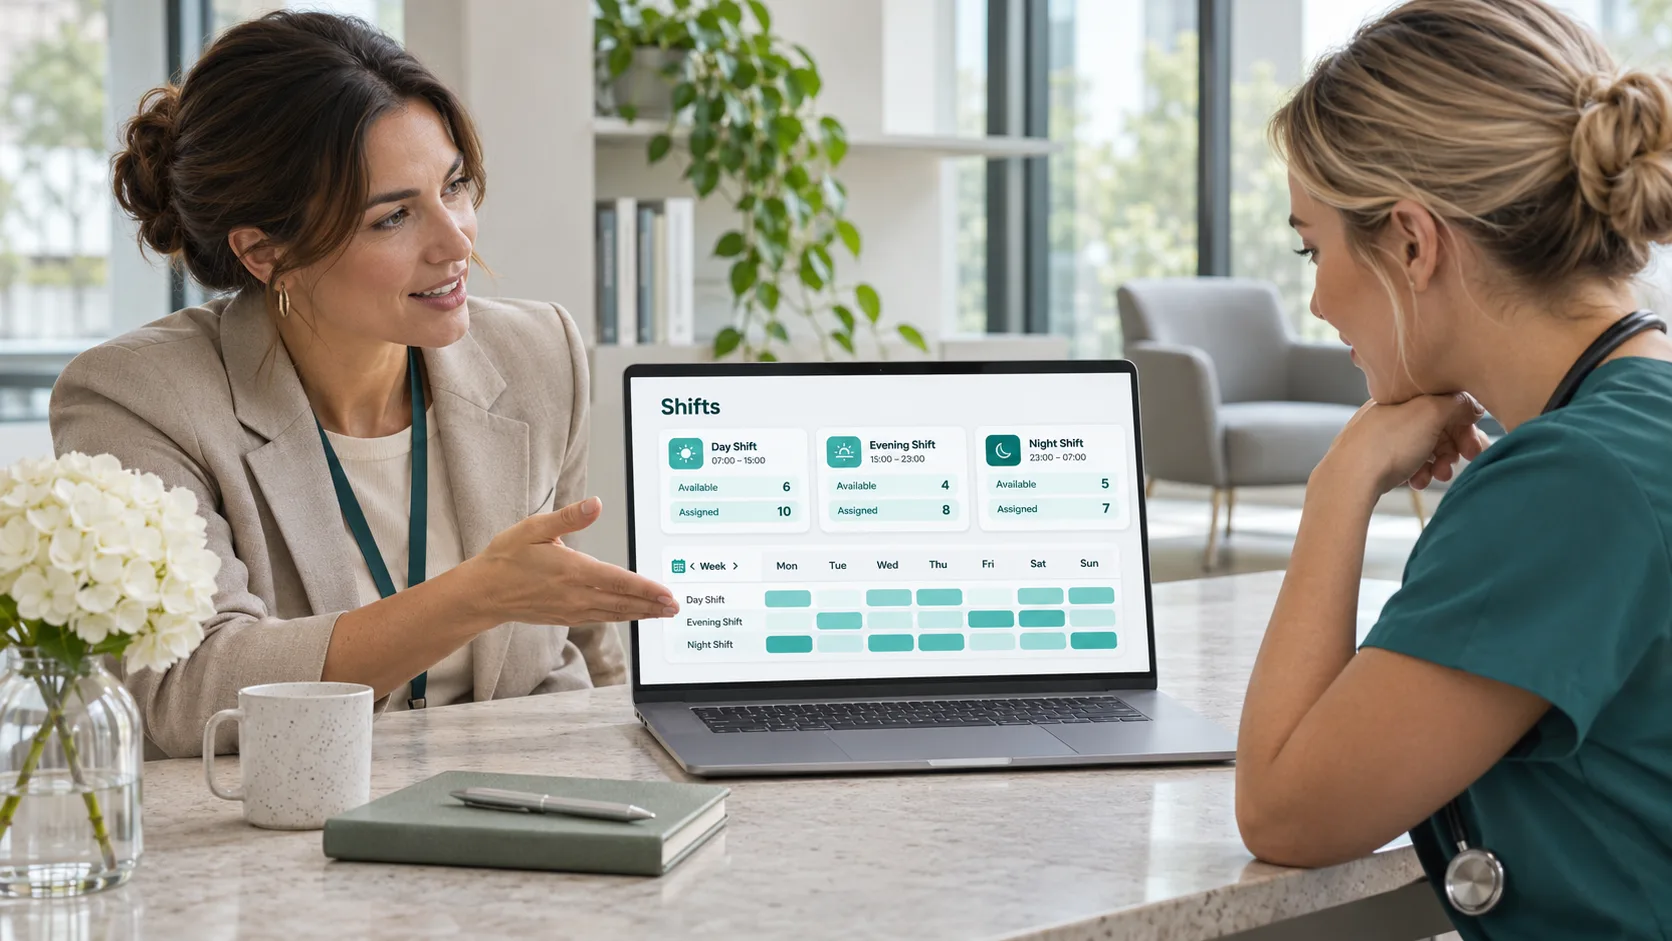 Shifts
Day Shift
07:00 – 15:00
Available 6
Assigned 10
Evening Shift
15:00 – 23:00
Available 4
Assigned 8
Night Shift
23:00 – 07:00
Available 5
Assigned 7
< Week > Mon Tue Wed Thu Fri Sat Sun
Day Shift
Evening Shift
Night Shift